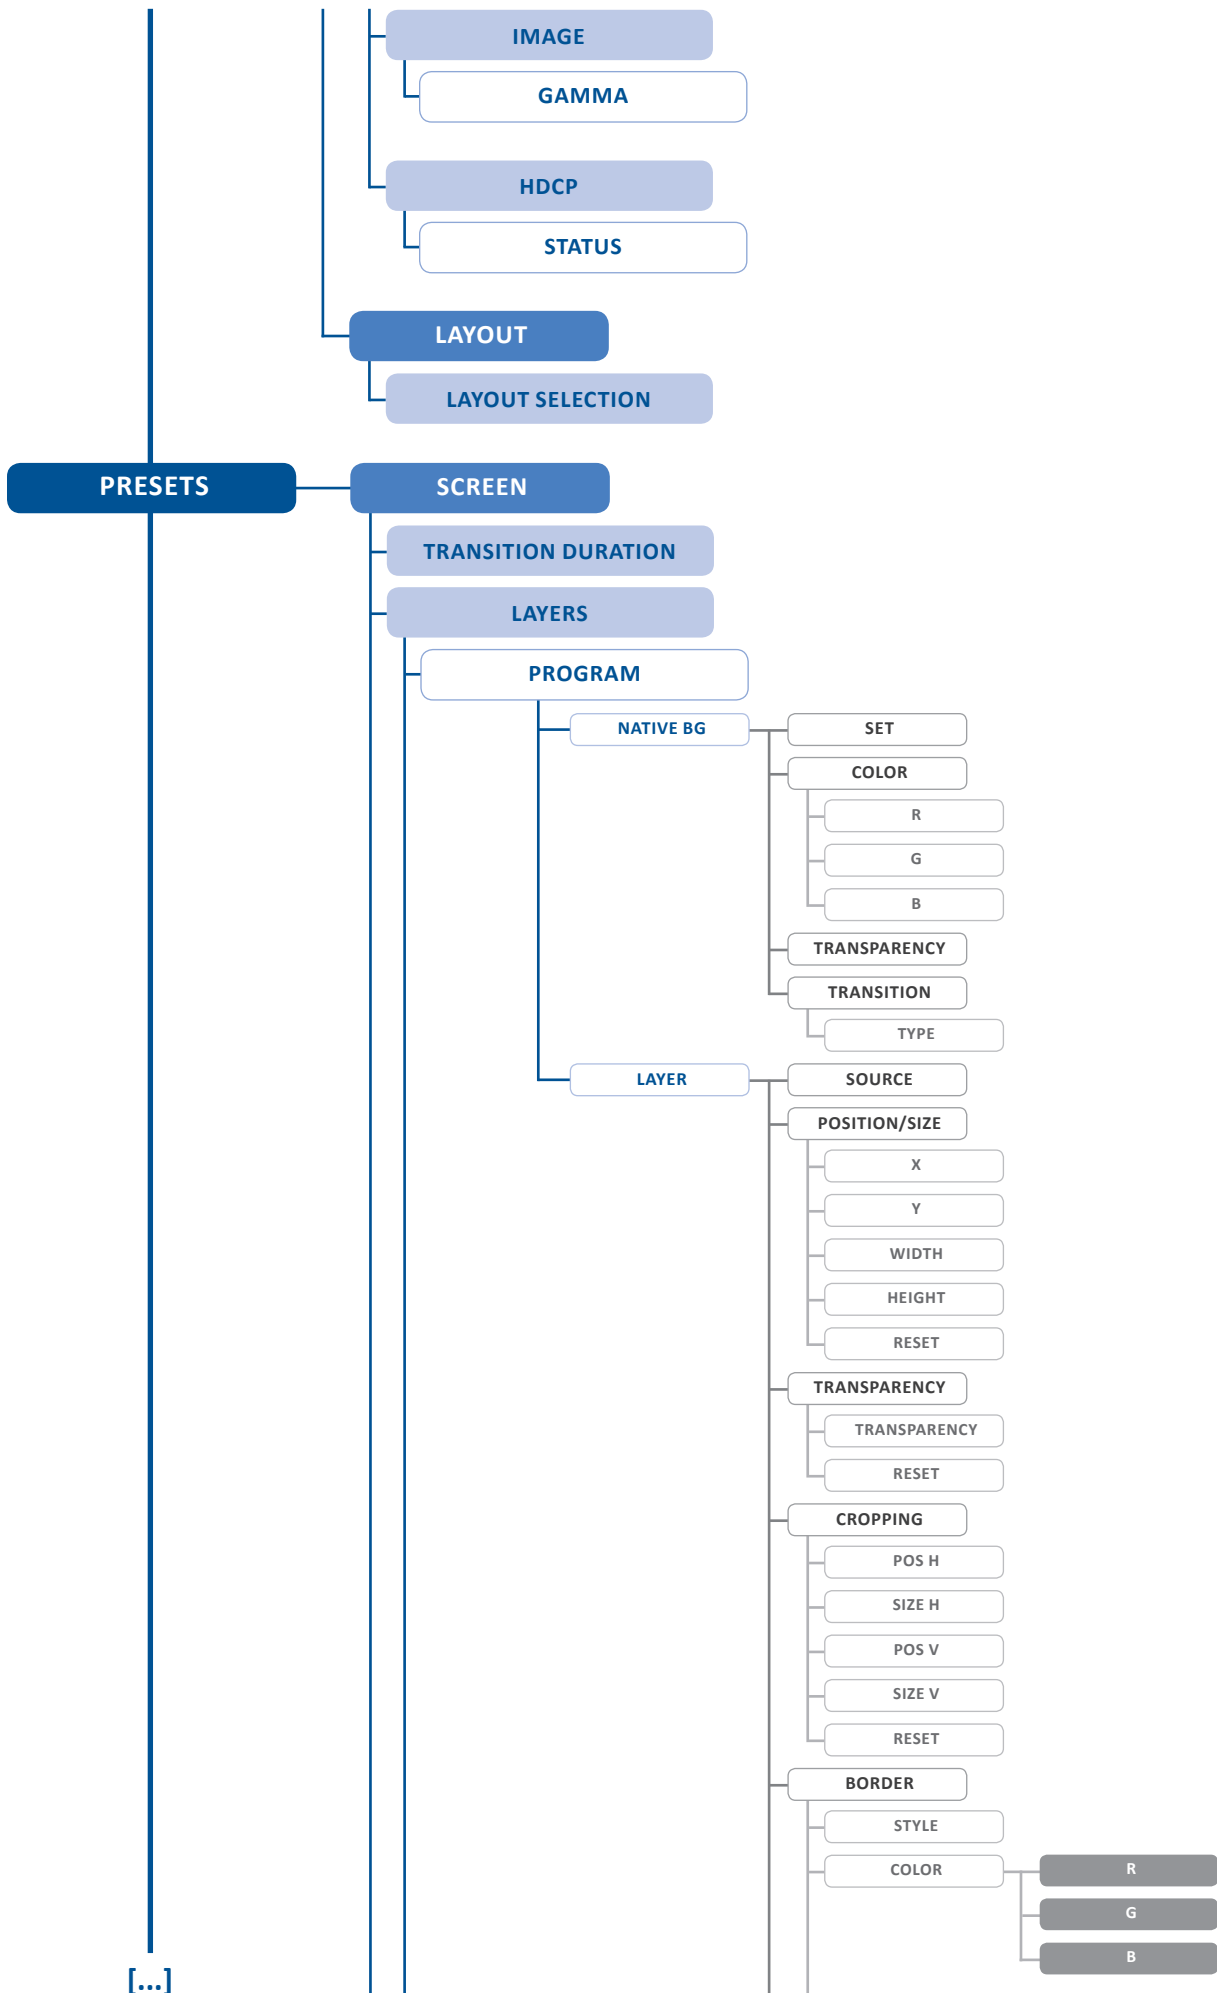 IMAGE
GAMMA
HDCP
STATUS
LAYOUT
LAYOUT SELECTION
PRESETS
SCREEN
TRANSITION DURATION
LAYERS
PROGRAM
NATIVE BG
SET
COLOR
R
G
B
TRANSPARENCY
TRANSITION
TYPE
LAYER
SOURCE
POSITION/SIZE
X
Y
WIDTH
HEIGHT
RESET
TRANSPARENCY
TRANSPARENCY
RESET
CROPPING
POS H
SIZE H
POS V
SIZE V
RESET
BORDER
STYLE
COLOR
R
G
B
[...]